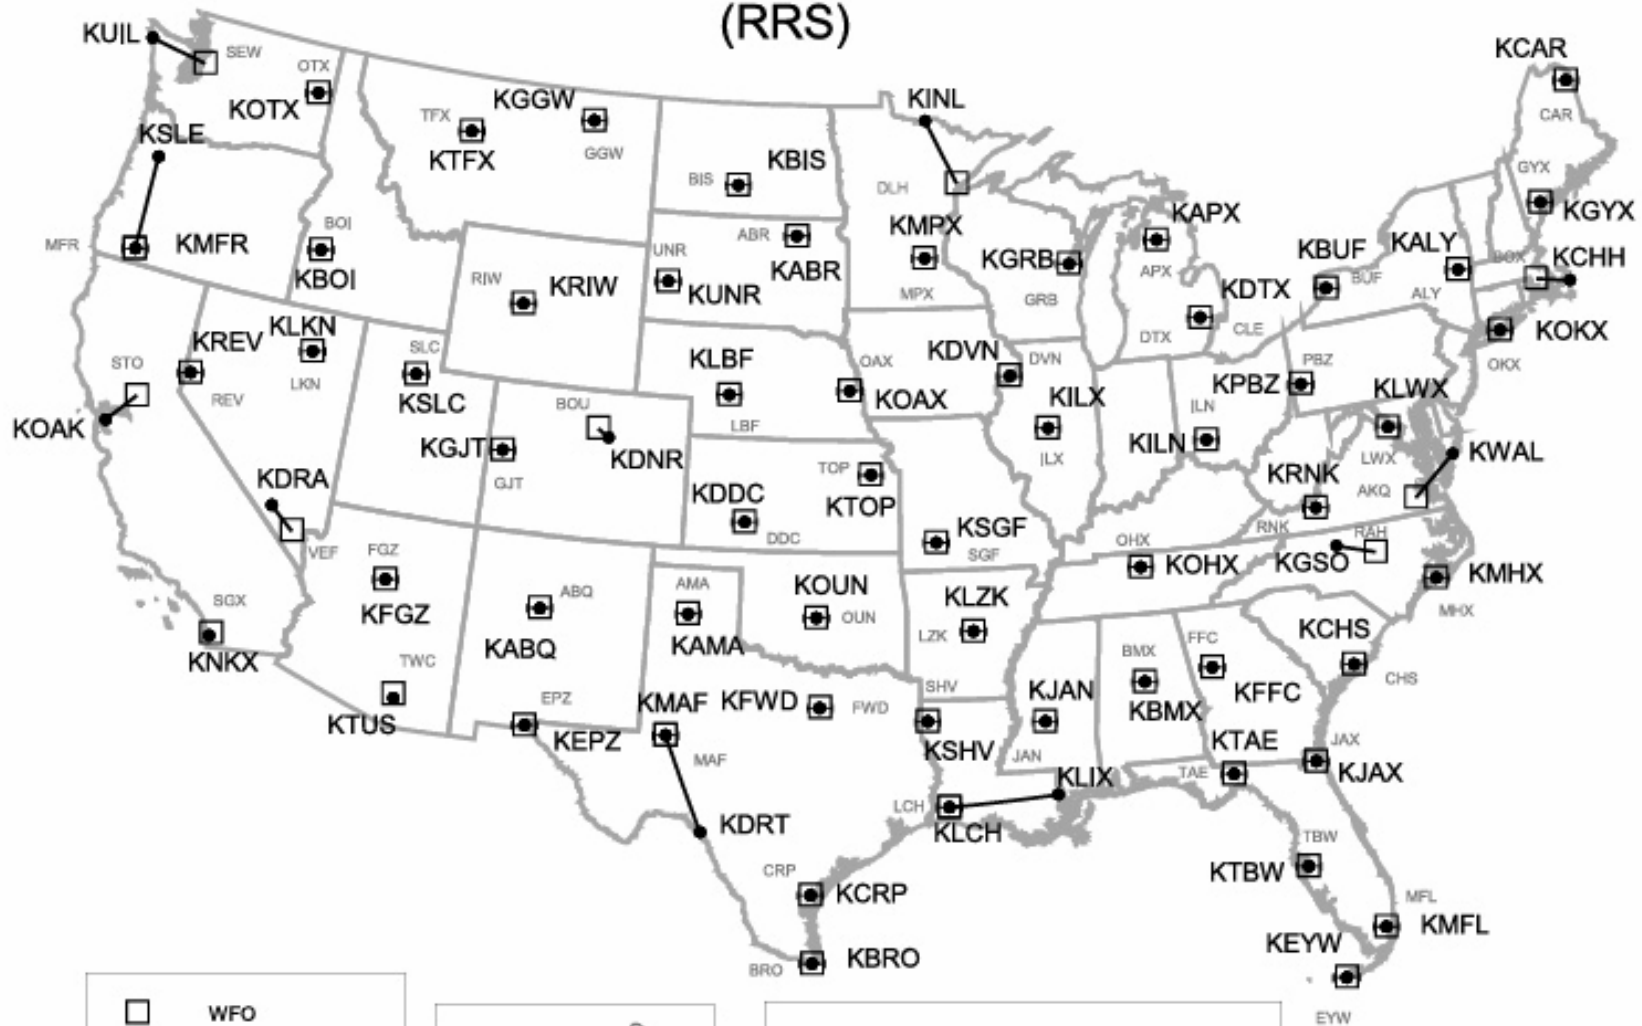 (RRS)
KUIL
SEW
OTX
KOTX
KSLE
TFX
KTFX
KGGW
GGW
KINL
KCAR
CAR
BIS
KBIS
DLH
GYX
KGYX
MFR
KMFR
BOI
KBOI
UNR
KUNR
ABR
KABR
KMPX
MPX
KGRB
GRB
KAPX
APX
KBUF
BUF
KALY
ALY
BOX
KCHH
RIW
KRIW
KDTX
DTX
CLE
KOKX
OKX
KREV
REV
KLKN
LKN
SLC
KSLC
KLBF
LBF
OAX
KOAX
KDVN
DVN
KILX
ILX
ILN
KILN
PBZ
KPBZ
KLWX
LWX
STO
KOAK
BOU
KDNR
KGJT
GJT
TOP
KTOP
KWAL
AKQ
KDRA
VEF
KDDC
DDC
KSGF
SGF
KRNK
RNK
RAH
KGSO
OHX
KOHX
KMHX
MHX
FGZ
KFGZ
ABQ
KABQ
AMA
KAMA
KOUN
OUN
KLZK
LZK
SGX
KNKX
TWC
KTUS
EPZ
KEPZ
KMAF
MAF
KFWD
FWD
SHV
KSHV
KJAN
JAN
BMX
KBMX
FFC
KFFC
KCHS
CHS
KTAE
TAE
JAX
KJAX
KLIX
LCH
KLCH
KDRT
CRP
KCRP
TBW
KTBW
MFL
KMFL
BRO
KBRO
KEYW
EYW
WFO